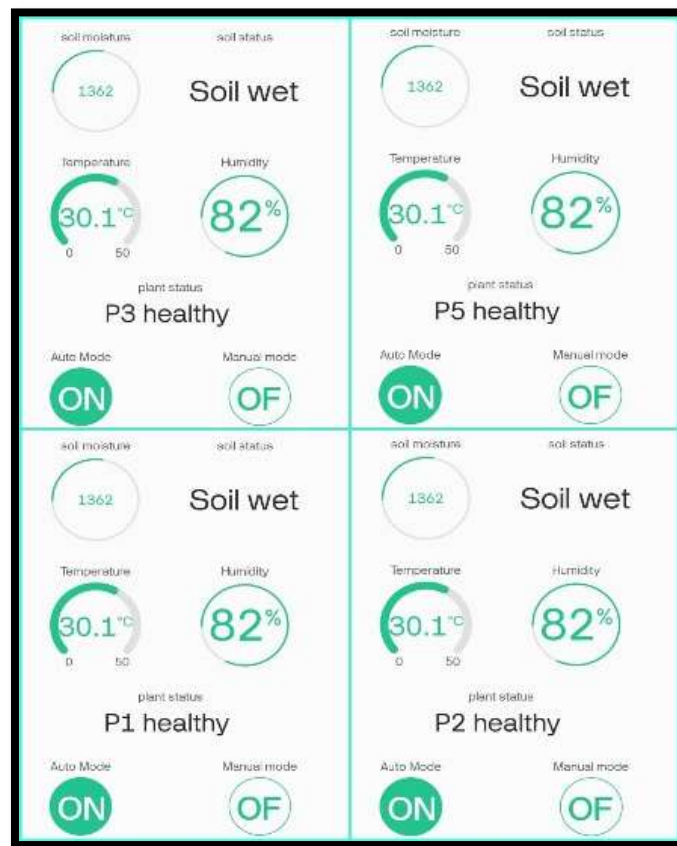 soil moisture soil status
1362 Soil wet
Temperature Humidity
30.1°C 82%
0 50
plant status
P3 healthy
Auto Mode Manual mode
ON OF
soil moisture soil status
1362 Soil wet
Temperature Humidity
30.1°C 82%
0 50
plant status
P5 healthy
Auto Mode Manual mode
ON OF
soil moisture soil status
1362 Soil wet
Temperature Humidity
30.1°C 82%
0 50
plant status
P1 healthy
Auto Mode Manual mode
ON OF
soil moisture soil status
1362 Soil wet
Temperature Humidity
30.1°C 82%
0 50
plant status
P2 healthy
Auto Mode Manual mode
ON OF